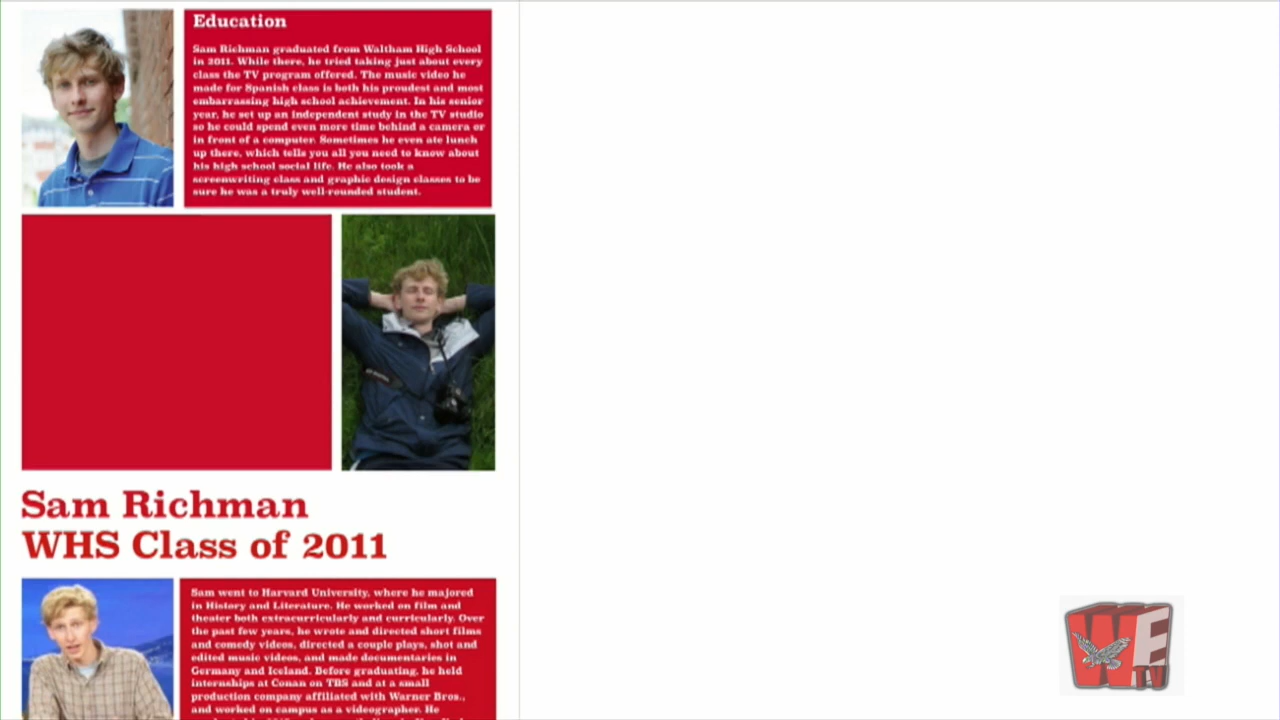 Education
Sam Richman graduated from Waltham High School
in 2011. While there, he tried taking just about every
class the TV program offered. The music video he
made for Spanish class is both his proudest and most
embarrassing high school achievement. In his senior
year, he set up an independent study in the TV studio
so he could spend even more time behind a camera or
in front of a computer. Sometimes he even ate lunch
up there, which tells you all you need to know about
his high school social life. He also took a
screenwriting class and graphic design classes to be
sure he was a truly well-rounded student.
Sam Richman
WHS Class of 2011
Sam went to Harvard University, where he majored
in History and Literature. He worked on film and
theater both extracurricularly and curricularly. Over
the past few years, he wrote and directed short films
and comedy videos, directed a couple plays, shot and
edited music videos, and made documentaries in
Germany and Iceland. Before graduating, he held
internships at Conan on TBS and at a small
production company affiliated with Warner Bros.,
and worked on campus as a videographer. He